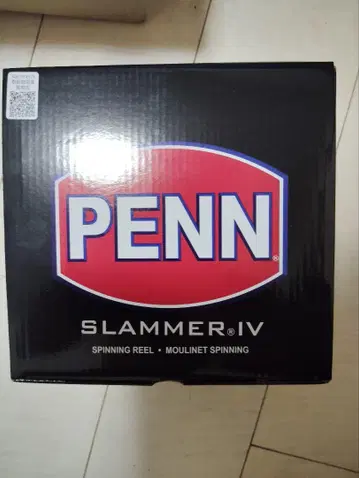 PENN®
SLAMMER® IV
SPINNING REEL • MOULINET SPINNING